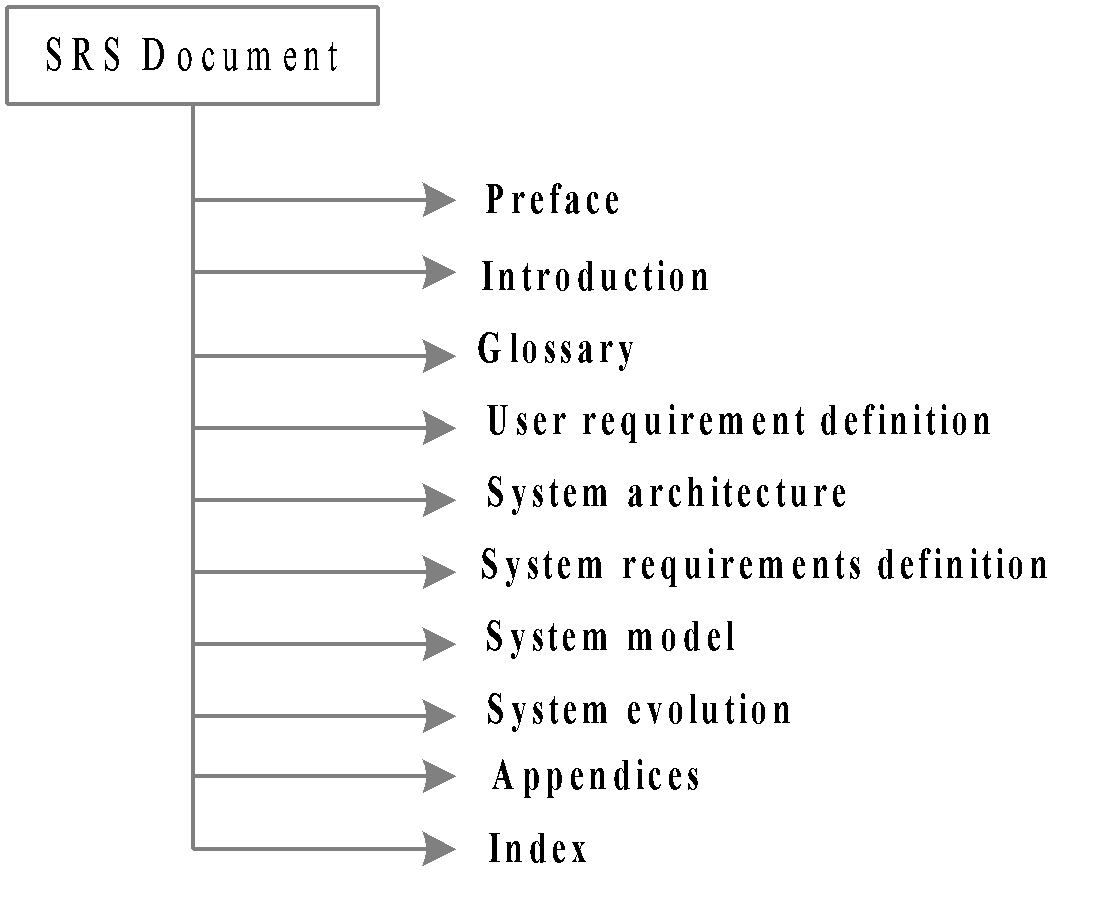 SRS Document
Preface
Introduction
Glossary
User requirement definition
System architecture
System requirements definition
System model
System evolution
Appendices
Index